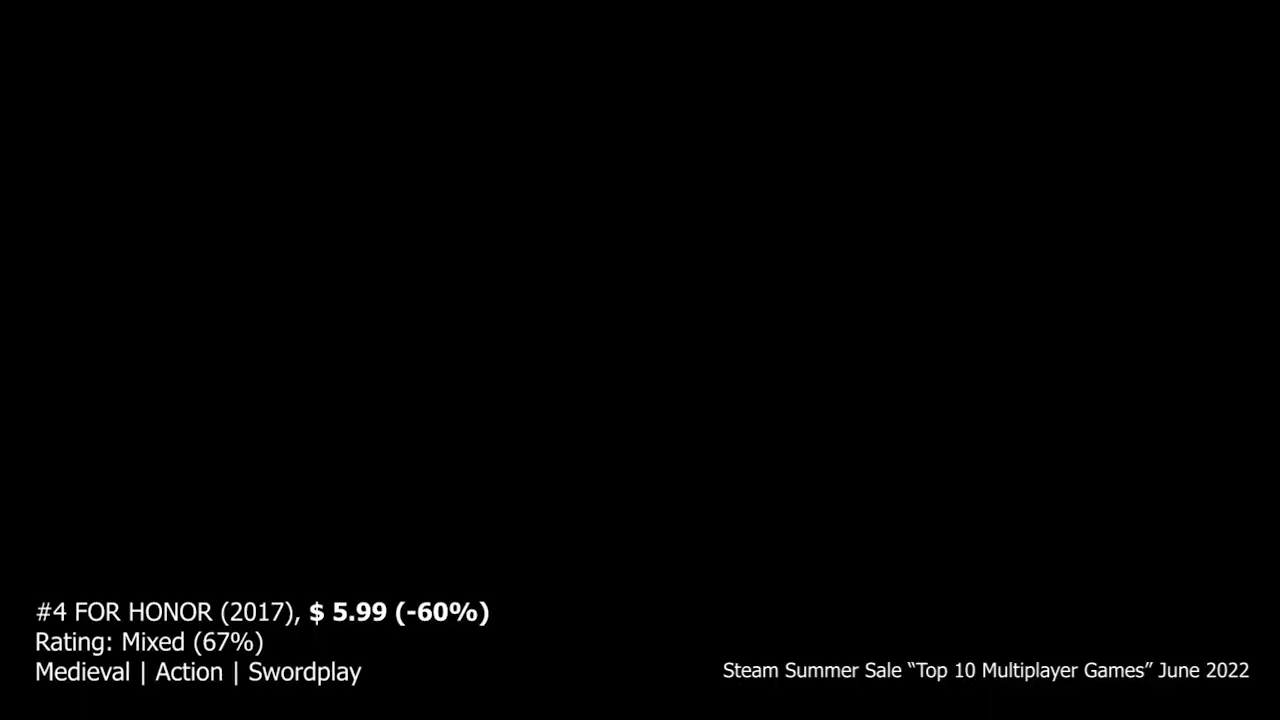 #4 FOR HONOR (2017), $ 5.99 (-60%)
Rating: Mixed (67%)
Medieval | Action | Swordplay
Steam Summer Sale “Top 10 Multiplayer Games” June 2022